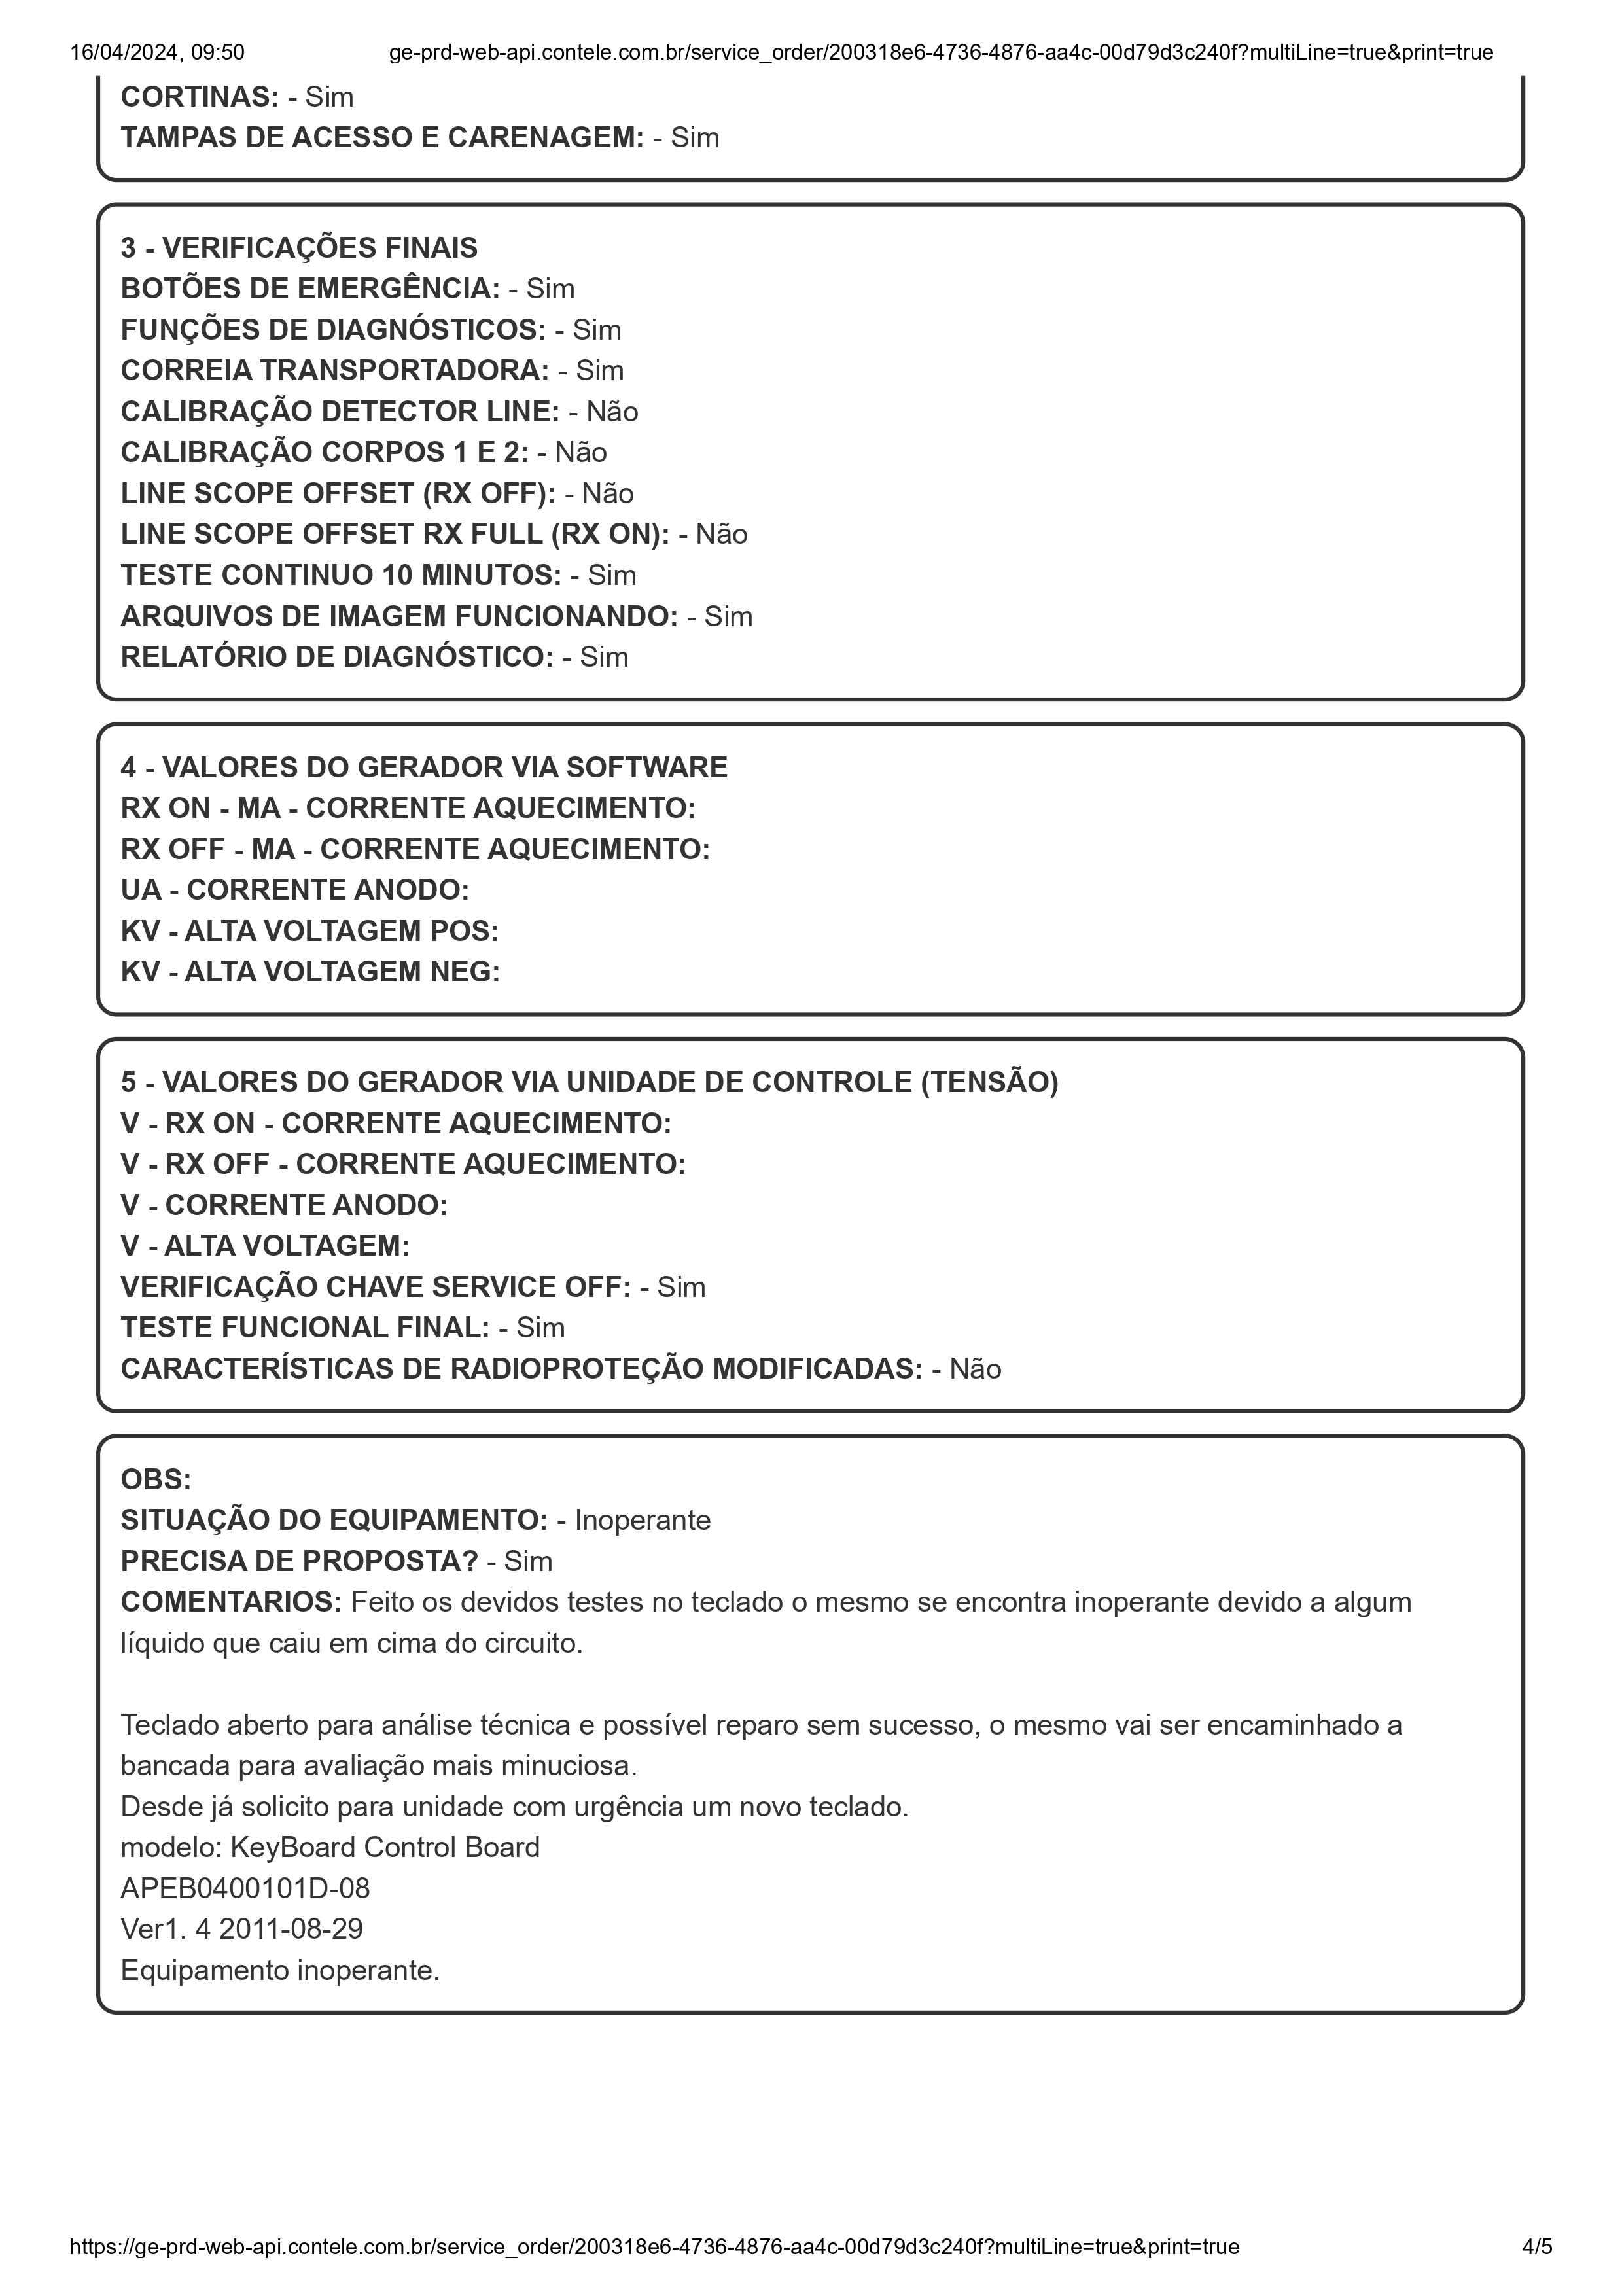 16/04/2024, 09:50 ge-prd-web-api.contele.com.br/service_order/200318e6-4736-4876-aa4c-00d79d3c240f?multiLine=true&print=true
CORTINAS: - Sim
TAMPAS DE ACESSO E CARENAGEM: - Sim
3 - VERIFICAÇÕES FINAIS
BOTÕES DE EMERGÊNCIA: - Sim
FUNÇÕES DE DIAGNÓSTICOS: - Sim
CORREIA TRANSPORTADORA: - Sim
CALIBRAÇÃO DETECTOR LINE: - Não
CALIBRAÇÃO CORPOS 1 E 2: - Não
LINE SCOPE OFFSET (RX OFF): - Não
LINE SCOPE OFFSET RX FULL (RX ON): - Não
TESTE CONTINUO 10 MINUTOS: - Sim
ARQUIVOS DE IMAGEM FUNCIONANDO: - Sim
RELATÓRIO DE DIAGNÓSTICO: - Sim
4 - VALORES DO GERADOR VIA SOFTWARE
RX ON - MA - CORRENTE AQUECIMENTO:
RX OFF - MA - CORRENTE AQUECIMENTO:
UA - CORRENTE ANODO:
KV - ALTA VOLTAGEM POS:
KV - ALTA VOLTAGEM NEG:
5 - VALORES DO GERADOR VIA UNIDADE DE CONTROLE (TENSÃO)
V - RX ON - CORRENTE AQUECIMENTO:
V - RX OFF - CORRENTE AQUECIMENTO:
V - CORRENTE ANODO:
V - ALTA VOLTAGEM:
VERIFICAÇÃO CHAVE SERVICE OFF: - Sim
TESTE FUNCIONAL FINAL: - Sim
CARACTERÍSTICAS DE RADIOPROTEÇÃO MODIFICADAS: - Não
OBS:
SITUAÇÃO DO EQUIPAMENTO: - Inoperante
PRECISA DE PROPOSTA? - Sim
COMENTARIOS: Feito os devidos testes no teclado o mesmo se encontra inoperante devido a algum
líquido que caiu em cima do circuito.
Teclado aberto para análise técnica e possível reparo sem sucesso, o mesmo vai ser encaminhado a
bancada para avaliação mais minuciosa.
Desde já solicito para unidade com urgência um novo teclado.
modelo: KeyBoard Control Board
APEB0400101D-08
Ver1. 4 2011-08-29
Equipamento inoperante.
https://ge-prd-web-api.contele.com.br/service_order/200318e6-4736-4876-aa4c-00d79d3c240f?multiLine=true&print=true 4/5